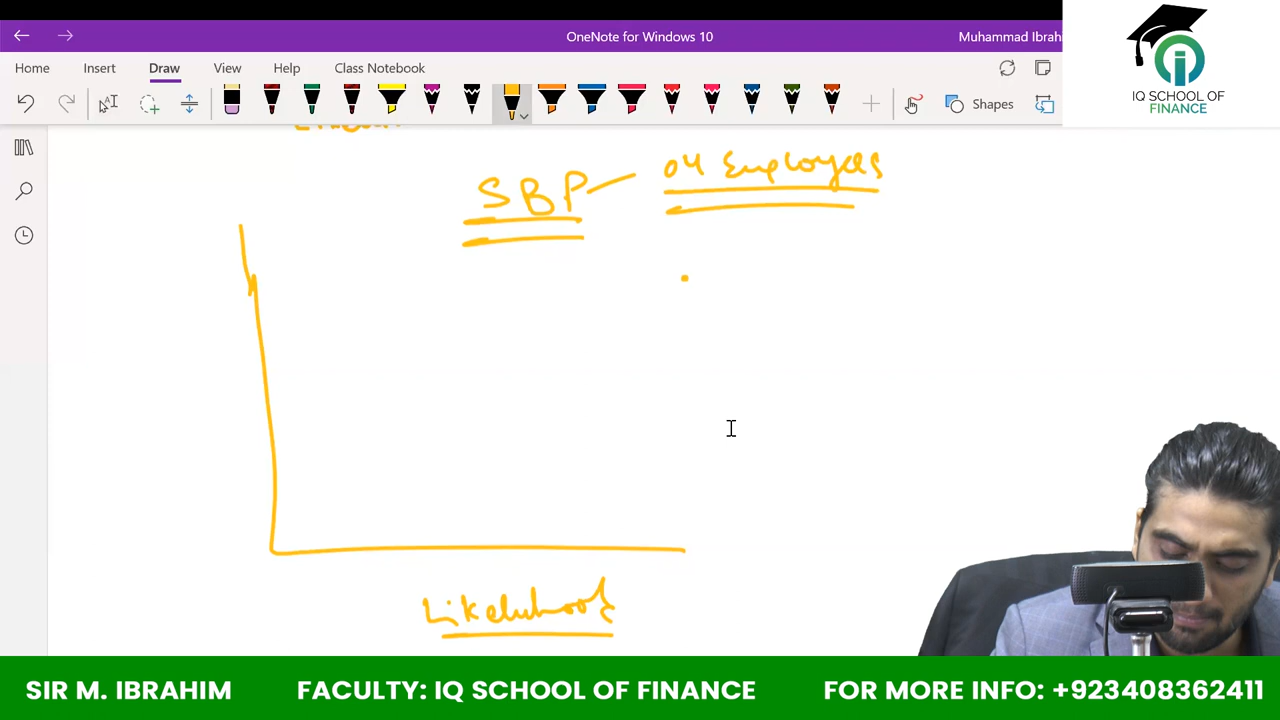 OneNote for Windows 10
Muhammad Ibrah
Home Insert Draw View Help Class Notebook
Shapes
IQ SCHOOL OF
FINANCE
SBP — 04 Employees
Likelihood
SIR M. IBRAHIM FACULTY: IQ SCHOOL OF FINANCE FOR MORE INFO: +923408362411